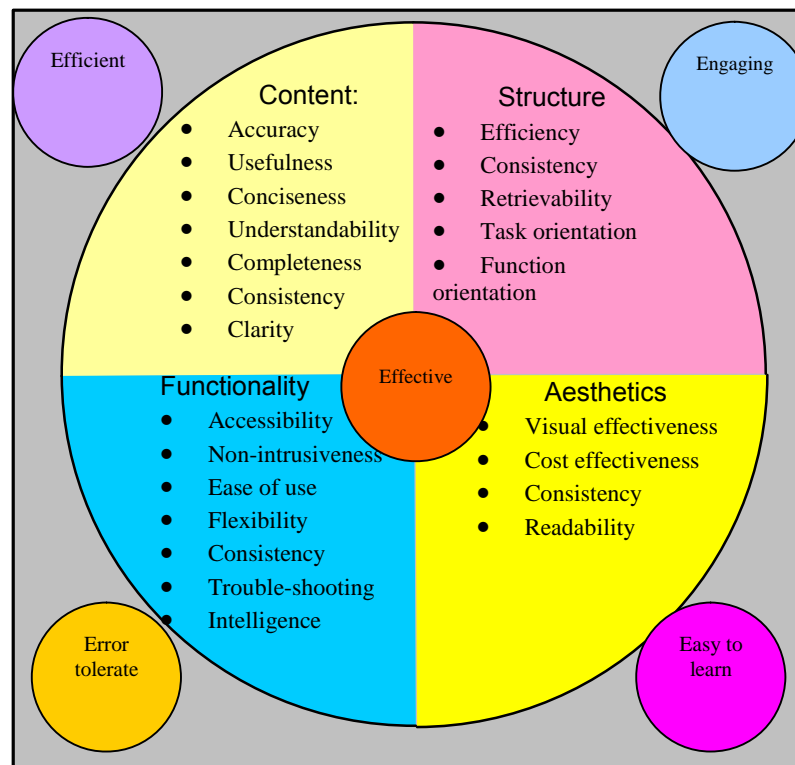 Efficient
Engaging
Content:
• Accuracy
• Usefulness
• Conciseness
• Understandability
• Completeness
• Consistency
• Clarity
Structure
• Efficiency
• Consistency
• Retrievability
• Task orientation
• Function
orientation
Effective
Functionality
• Accessibility
• Non-intrusiveness
• Ease of use
• Flexibility
• Consistency
• Trouble-shooting
• Intelligence
Aesthetics
• Visual effectiveness
• Cost effectiveness
• Consistency
• Readability
Error
tolerate
Easy to
learn